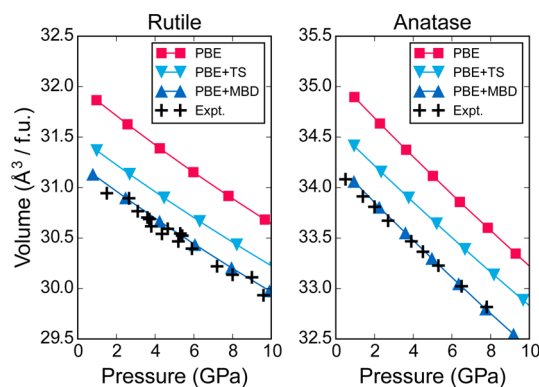 Rutile
Anatase
Volume (Å³ / f.u.)
32.5
32.0
31.5
31.0
30.5
30.0
29.5
PBE
PBE+TS
PBE+MBD
Expt.
0 2 4 6 8 10
Pressure (GPa)
35.5
35.0
34.5
34.0
33.5
33.0
32.5
PBE
PBE+TS
PBE+MBD
Expt.
0 2 4 6 8 10
Pressure (GPa)